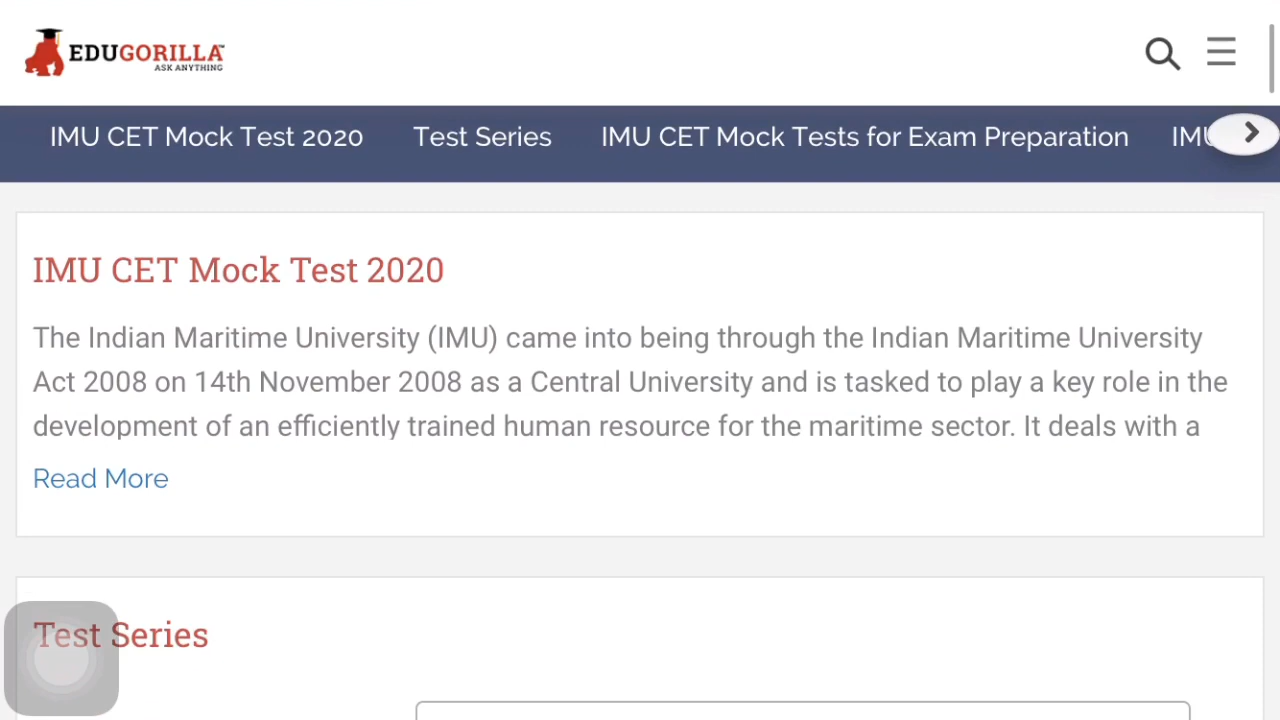 EDUGORILLA
ASK ANYTHING
IMU CET Mock Test 2020 Test Series IMU CET Mock Tests for Exam Preparation IMU
IMU CET Mock Test 2020
The Indian Maritime University (IMU) came into being through the Indian Maritime University
Act 2008 on 14th November 2008 as a Central University and is tasked to play a key role in the
development of an efficiently trained human resource for the maritime sector. It deals with a
Read More
Test Series